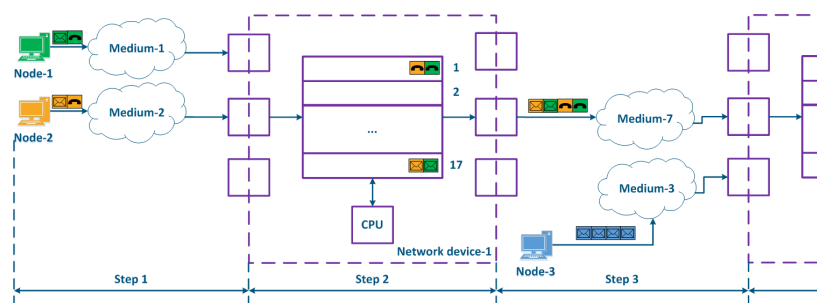 Node-1
Medium-1
Node-2
Medium-2
1
2
...
17
CPU
Network device-1
Medium-7
Medium-3
Node-3
Step 1
Step 2
Step 3